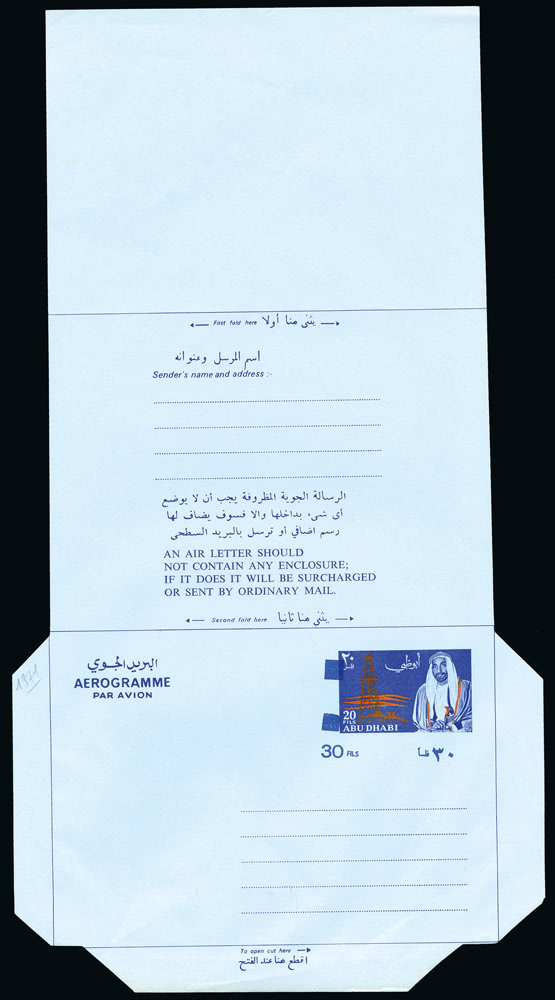 ← First fold here يثنى هنا أولا →
اسم المرسل وعنوانه
Sender's name and address :-
الرسالة الجوية المظروفة يجب أن لا يوضع
أى شىء بداخلها والا فسوف يضاف لها
رسم اضافي أو ترسل بالبريد السطحى
AN AIR LETTER SHOULD
NOT CONTAIN ANY ENCLOSURE;
IF IT DOES IT WILL BE SURCHARGED
OR SENT BY ORDINARY MAIL.
← Second fold here يثنى هنا ثانيا →
البريد الجوي
AEROGRAMME
PAR AVION
1971
٢٠ فلس
أبوظبي
20
FILS
ABU DHABI
30 FILS
٣٠ فلسا
To open cut here →
اقطع هنا عند الفتح